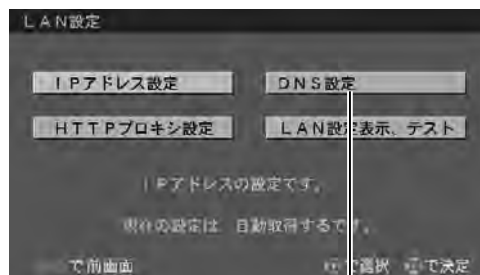 LAN設定
IPアドレス設定
DNS設定
HTTPプロキシ設定
LAN設定表示、テスト
IPアドレスの設定です。
現在の設定は 自動取得するです。
で前画面
で選択
で決定